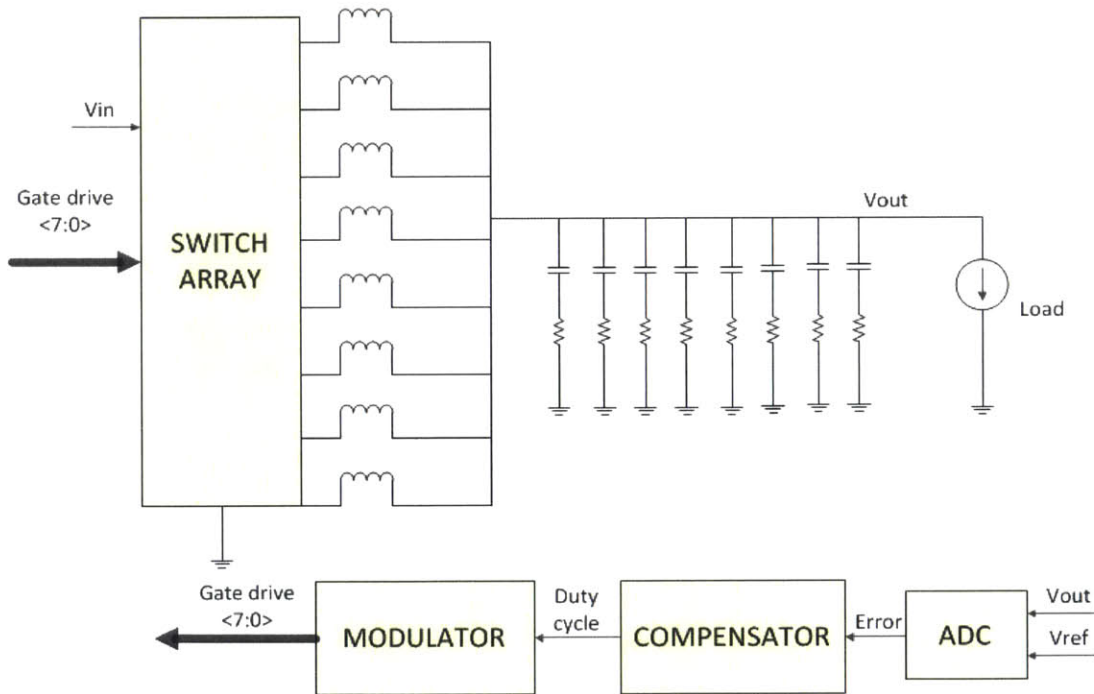 Vin
Gate drive
<7:0>
SWITCH
ARRAY
Vout
Load
Gate drive
<7:0>
MODULATOR
Duty
cycle
COMPENSATOR
Error
ADC
Vout
Vref